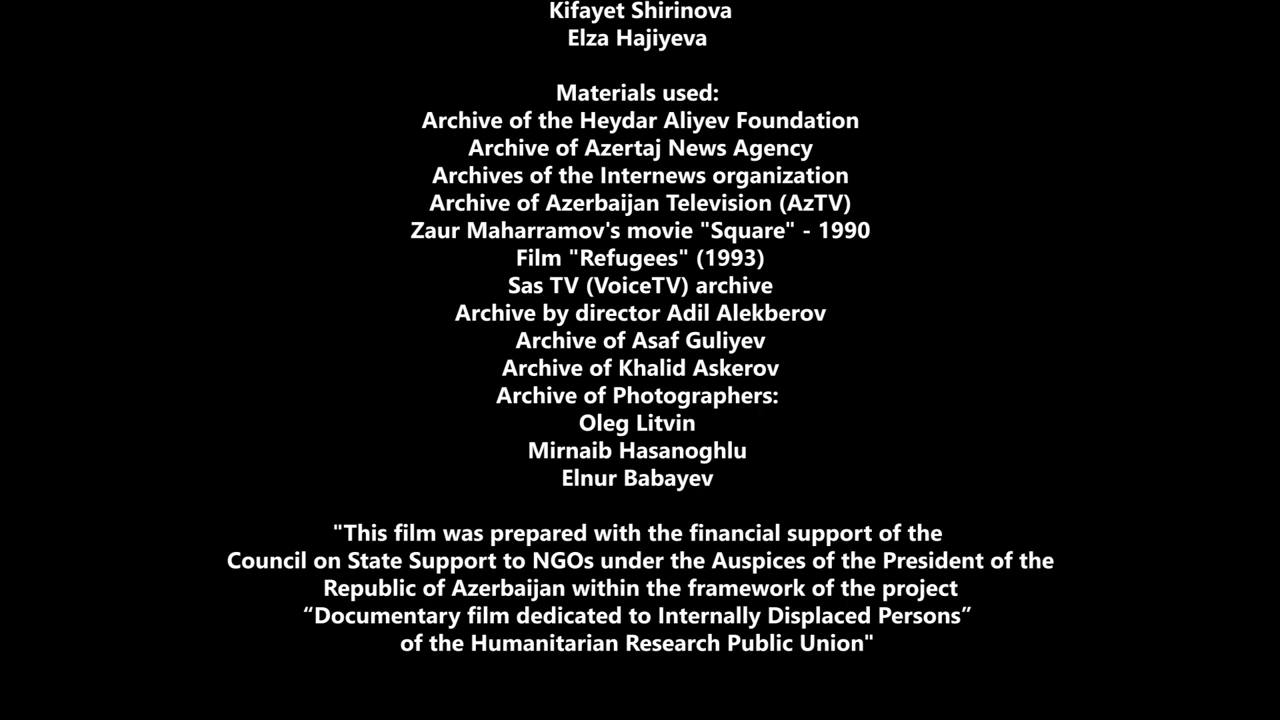 Kifayet Shirinova
Elza Hajiyeva
Materials used:
Archive of the Heydar Aliyev Foundation
Archive of Azertaj News Agency
Archives of the Internews organization
Archive of Azerbaijan Television (AzTV)
Zaur Maharramov's movie "Square" - 1990
Film "Refugees" (1993)
Sas TV (VoiceTV) archive
Archive by director Adil Alekberov
Archive of Asaf Guliyev
Archive of Khalid Askerov
Archive of Photographers:
Oleg Litvin
Mirnaib Hasanoghlu
Elnur Babayev
"This film was prepared with the financial support of the
Council on State Support to NGOs under the Auspices of the President of the
Republic of Azerbaijan within the framework of the project
“Documentary film dedicated to Internally Displaced Persons”
of the Humanitarian Research Public Union"